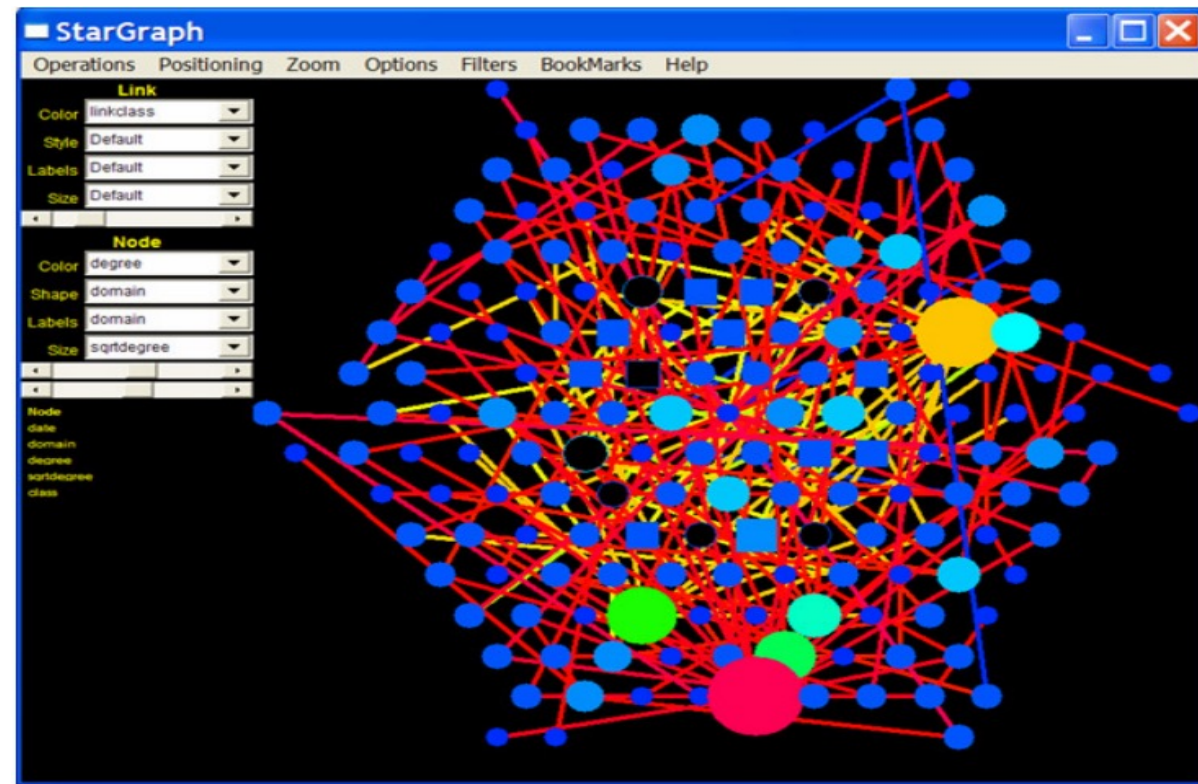 StarGraph
Operations Positioning Zoom Options Filters BookMarks Help
Link
Color linkclass
Style Default
Labels Default
Size Default
Node
Color degree
Shape domain
Labels domain
Size sqrtdegree
Node
date
domain
degree
sqrtdegree
class